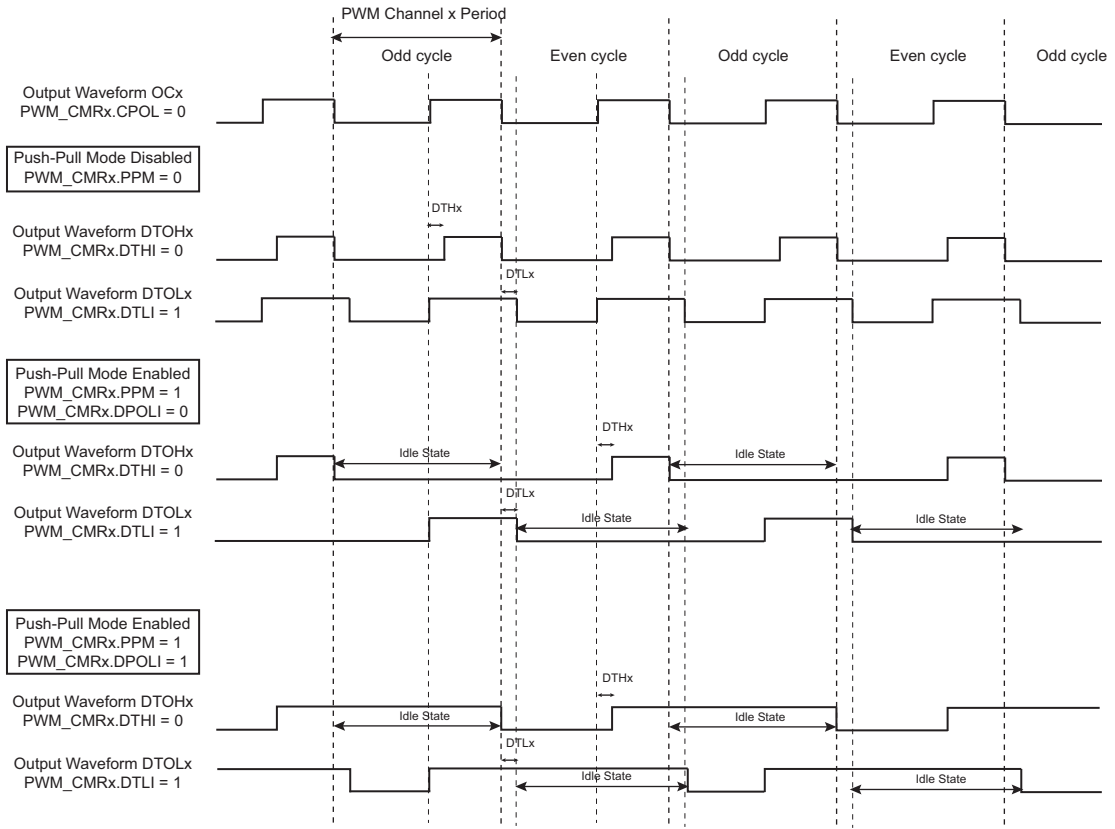 PWM Channel x Period
Odd cycle Even cycle Odd cycle Even cycle Odd cycle
Output Waveform OCx
PWM_CMRx.CPOL = 0
Push-Pull Mode Disabled
PWM_CMRx.PPM = 0
DTHx
Output Waveform DTOHx
PWM_CMRx.DTHI = 0
DTLx
Output Waveform DTOLx
PWM_CMRx.DTLI = 1
Push-Pull Mode Enabled
PWM_CMRx.PPM = 1
PWM_CMRx.DPOLI = 0
DTHx
Output Waveform DTOHx
PWM_CMRx.DTHI = 0
Idle State Idle State
DTLx
Output Waveform DTOLx
PWM_CMRx.DTLI = 1
Idle State Idle State
Push-Pull Mode Enabled
PWM_CMRx.PPM = 1
PWM_CMRx.DPOLI = 1
DTHx
Output Waveform DTOHx
PWM_CMRx.DTHI = 0
Idle State Idle State
DTLx
Output Waveform DTOLx
PWM_CMRx.DTLI = 1
Idle State Idle State